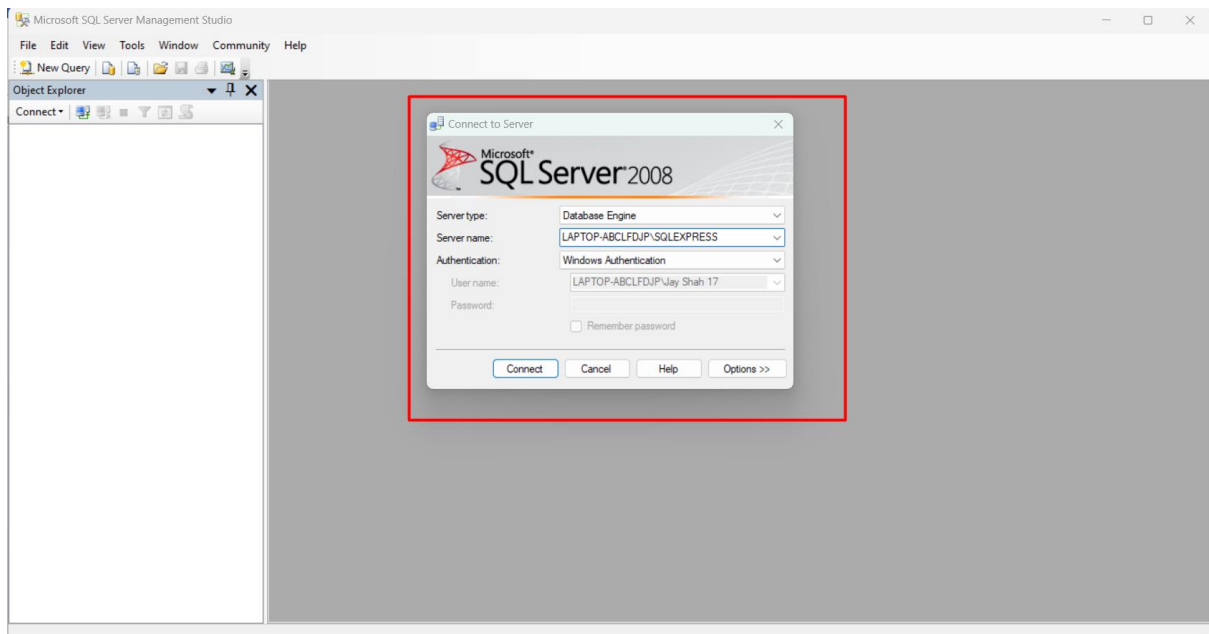 Microsoft SQL Server Management Studio
File Edit View Tools Window Community Help
New Query
Object Explorer
Connect
Connect to Server
Microsoft®
SQL Server® 2008
Server type: Database Engine
Server name: LAPTOP-ABCLFDJP\SQLEXPRESS
Authentication: Windows Authentication
User name: LAPTOP-ABCLFDJP\Jay Shah 17
Password:
Remember password
Connect Cancel Help Options >>